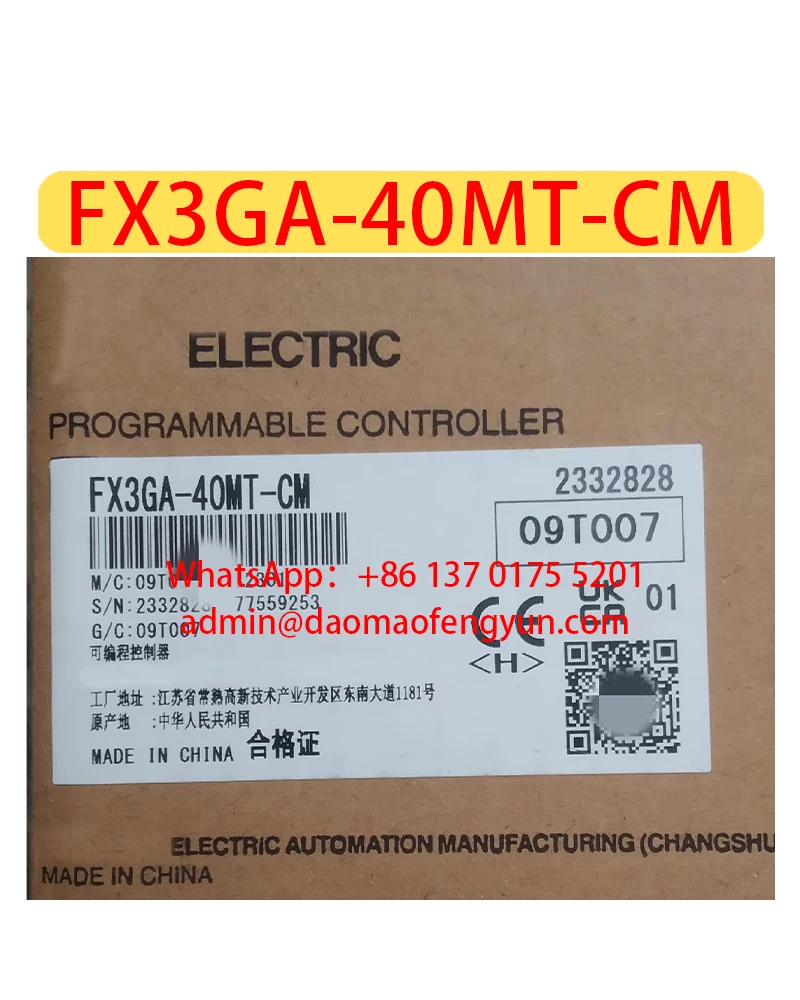 FX3GA-40MT-CM
ELECTRIC
PROGRAMMABLE CONTROLLER
FX3GA-40MT-CM
2332828
09T007
WhatsApp：+86 137 0175 5201
S/N:2332828 77559253
01
admin@daomaofengyun.com
G/C:09T007
<H>
可编程控制器
工厂地址 :江苏省常熟高新技术产业开发区东南大道1181号
原产地 :中华人民共和国
MADE IN CHINA 合格证
ELECTRIC AUTOMATION MANUFACTURING (CHANGSHU
MADE IN CHINA